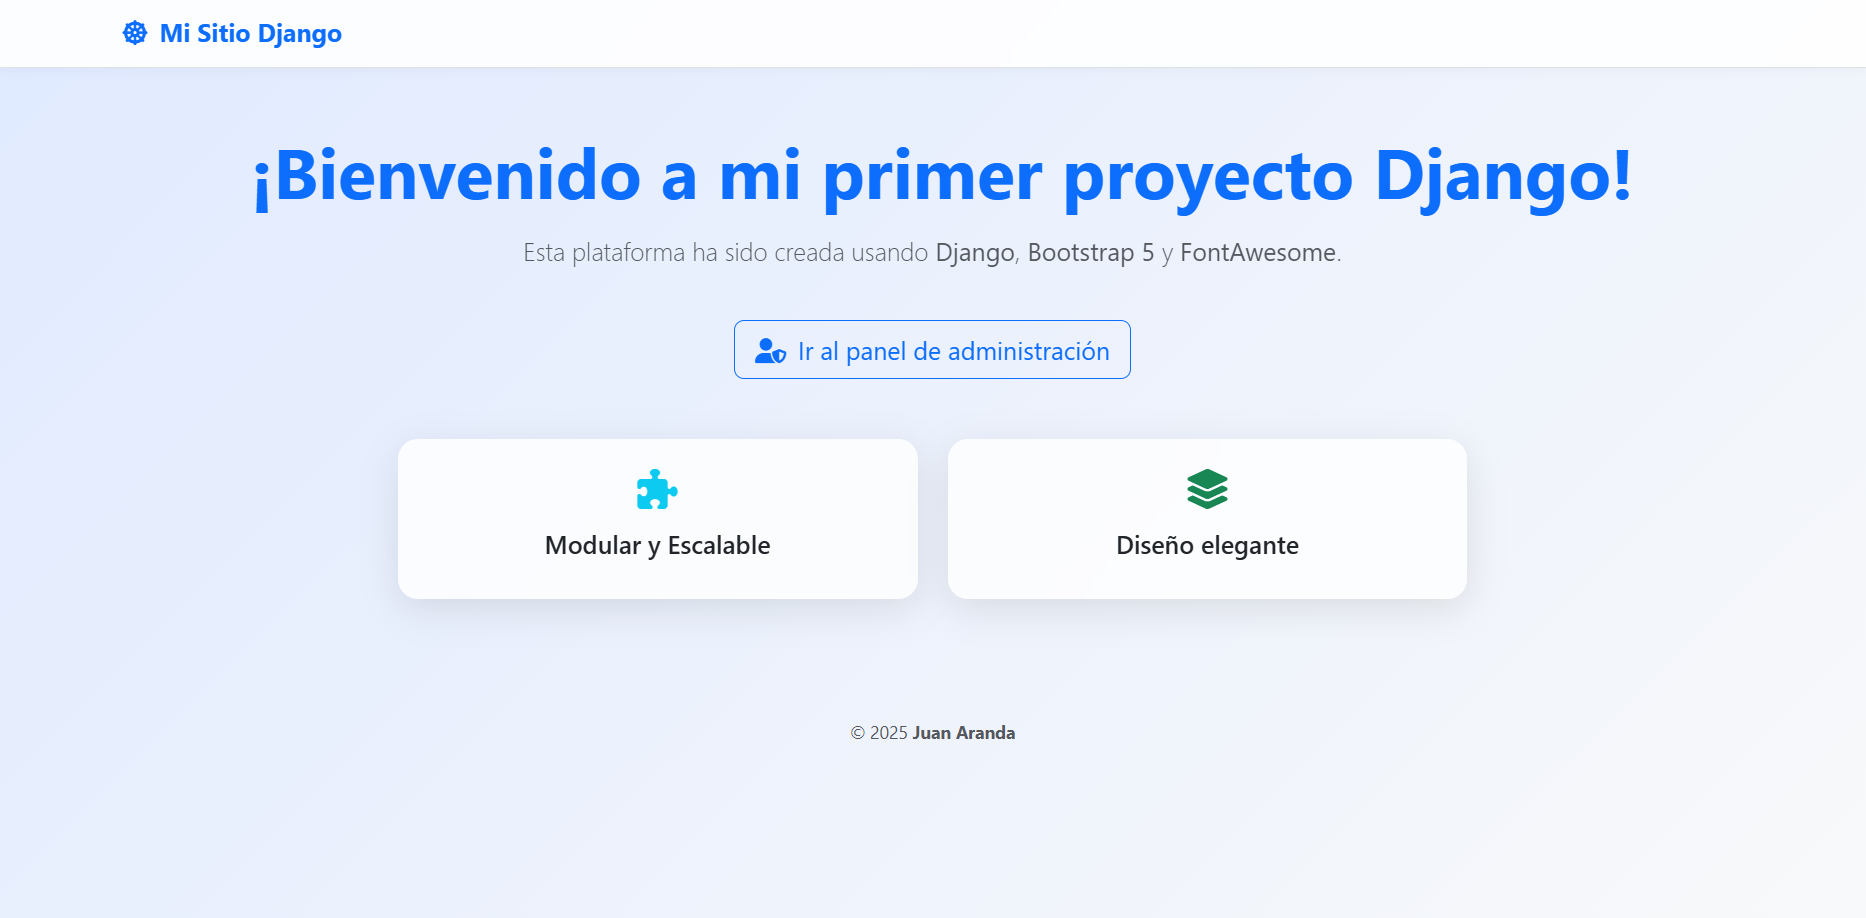 Mi Sitio Django
¡Bienvenido a mi primer proyecto Django!
Esta plataforma ha sido creada usando Django, Bootstrap 5 y FontAwesome.
Ir al panel de administración
Modular y Escalable
Diseño elegante
© 2025 Juan Aranda